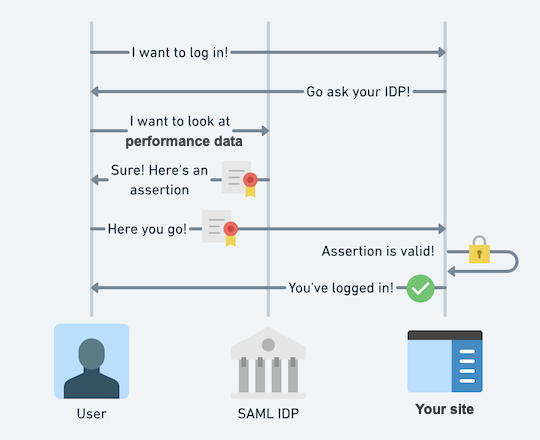 I want to log in!
Go ask your IDP!
I want to look at
performance data
Sure! Here's an
assertion
Here you go!
Assertion is valid!
You've logged in!
User
SAML IDP
Your site